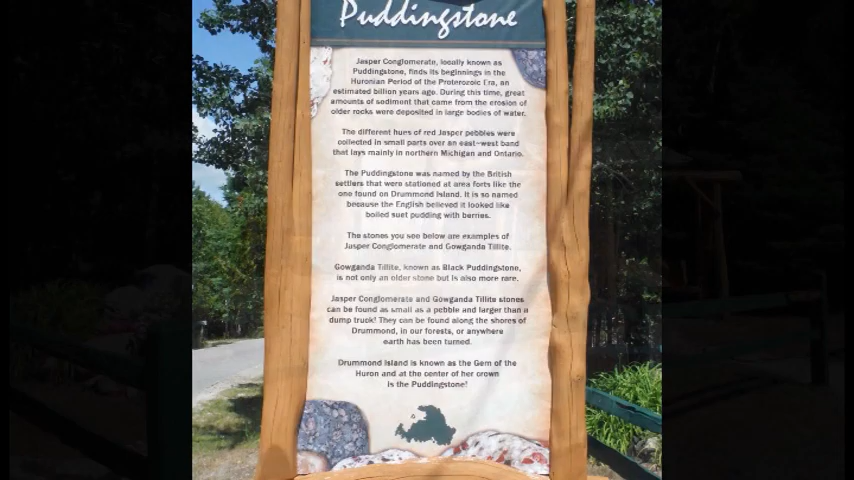 Puddingstone
Jasper Conglomerate, locally known as
Puddingstone, finds its beginnings in the
Huronian Period of the Proterozoic Era, an
estimated billion years ago. During this time, great
amounts of sediment that came from the erosion of
older rocks were deposited in large bodies of water.
The different hues of red Jasper pebbles were
collected in small parts over an east-west band
that lays mainly in northern Michigan and Ontario.
The Puddingstone was named by the British
settlers that were stationed at area forts like the
one found on Drummond Island. It is so named
because the English believed it looked like
boiled suet pudding with berries.
The stones you see below are examples of
Jasper Conglomerate and Gowganda Tillite.
Gowganda Tillite, known as Black Puddingstone,
is not only an older stone but is also more rare.
Jasper Conglomerate and Gowganda Tillite stones
can be found as small as a pebble and larger than a
dump truck! They can be found along the shores of
Drummond, in our forests, or anywhere
earth has been turned.
Drummond Island is known as the Gem of the
Huron and at the center of her crown
is the Puddingstone!